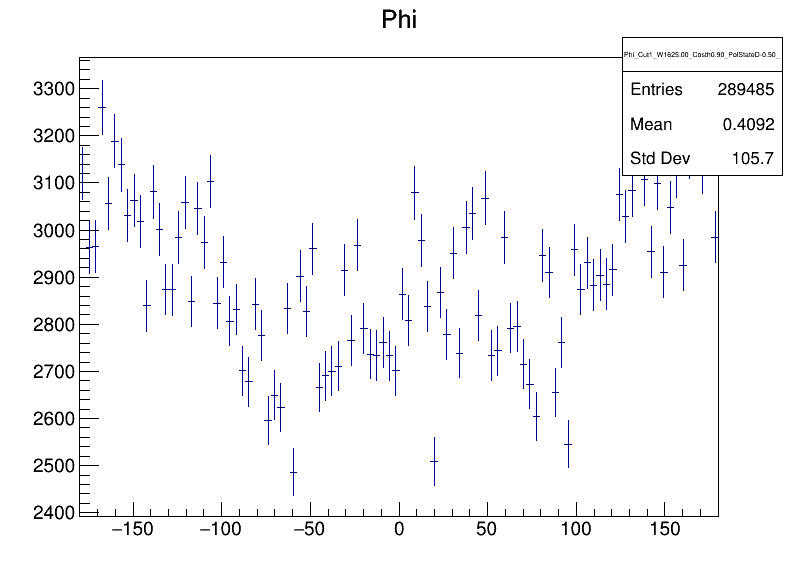 Phi
Phi_Cut1_W1625.00_Costh0.90_PolStateD-0.50_
Entries 289485
Mean 0.4092
Std Dev 105.7
3300
3200
3100
3000
2900
2800
2700
2600
2500
2400
−150 −100 −50 0 50 100 150